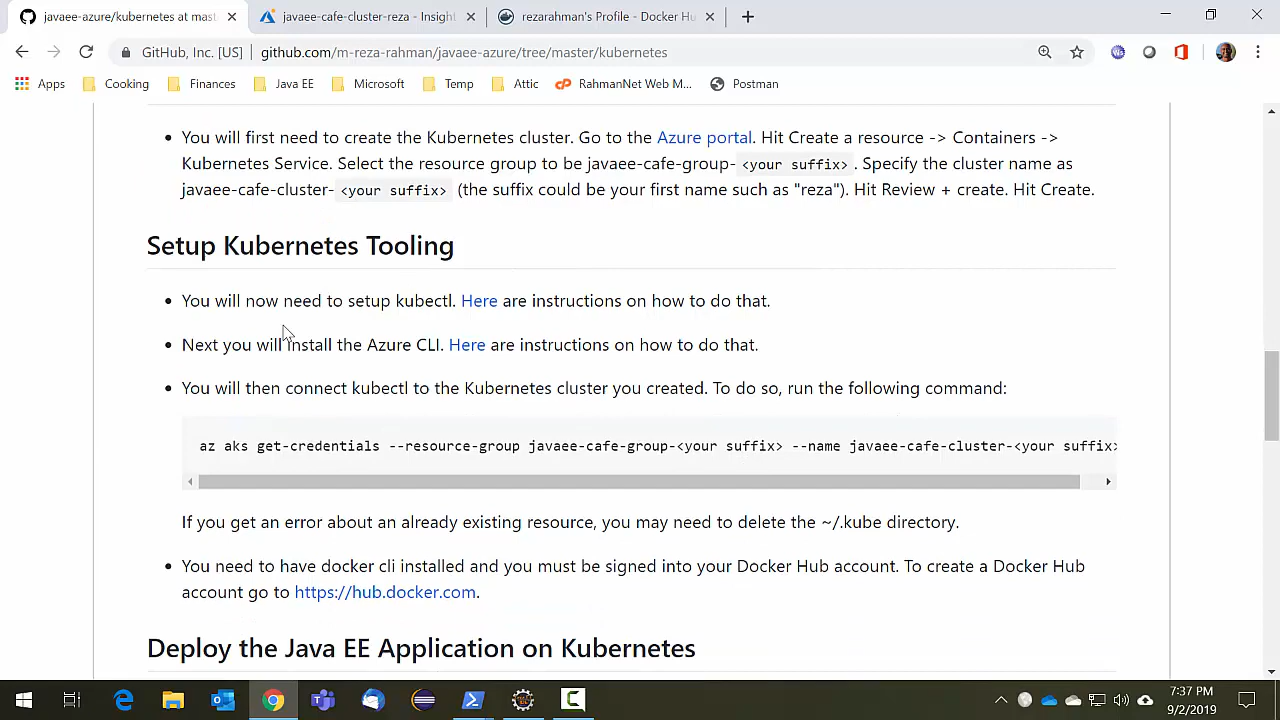 javaee-azure/kubernetes at mast
javaee-cafe-cluster-reza - Insight
rezarahman's Profile - Docker Hu
GitHub, Inc. [US]
github.com/m-reza-rahman/javaee-azure/tree/master/kubernetes
Apps
Cooking
Finances
Java EE
Microsoft
Temp
Attic
RahmanNet Web M...
Postman
You will first need to create the Kubernetes cluster. Go to the Azure portal. Hit Create a resource -> Containers ->
Kubernetes Service. Select the resource group to be javaee-cafe-group- <your suffix> . Specify the cluster name as
javaee-cafe-cluster- <your suffix> (the suffix could be your first name such as "reza"). Hit Review + create. Hit Create.
Setup Kubernetes Tooling
You will now need to setup kubectl. Here are instructions on how to do that.
Next you will install the Azure CLI. Here are instructions on how to do that.
You will then connect kubectl to the Kubernetes cluster you created. To do so, run the following command:
az aks get-credentials --resource-group javaee-cafe-group-<your suffix> --name javaee-cafe-cluster-<your suffix>
If you get an error about an already existing resource, you may need to delete the ~/.kube directory.
You need to have docker cli installed and you must be signed into your Docker Hub account. To create a Docker Hub
account go to https://hub.docker.com.
Deploy the Java EE Application on Kubernetes
7:37 PM
9/2/2019